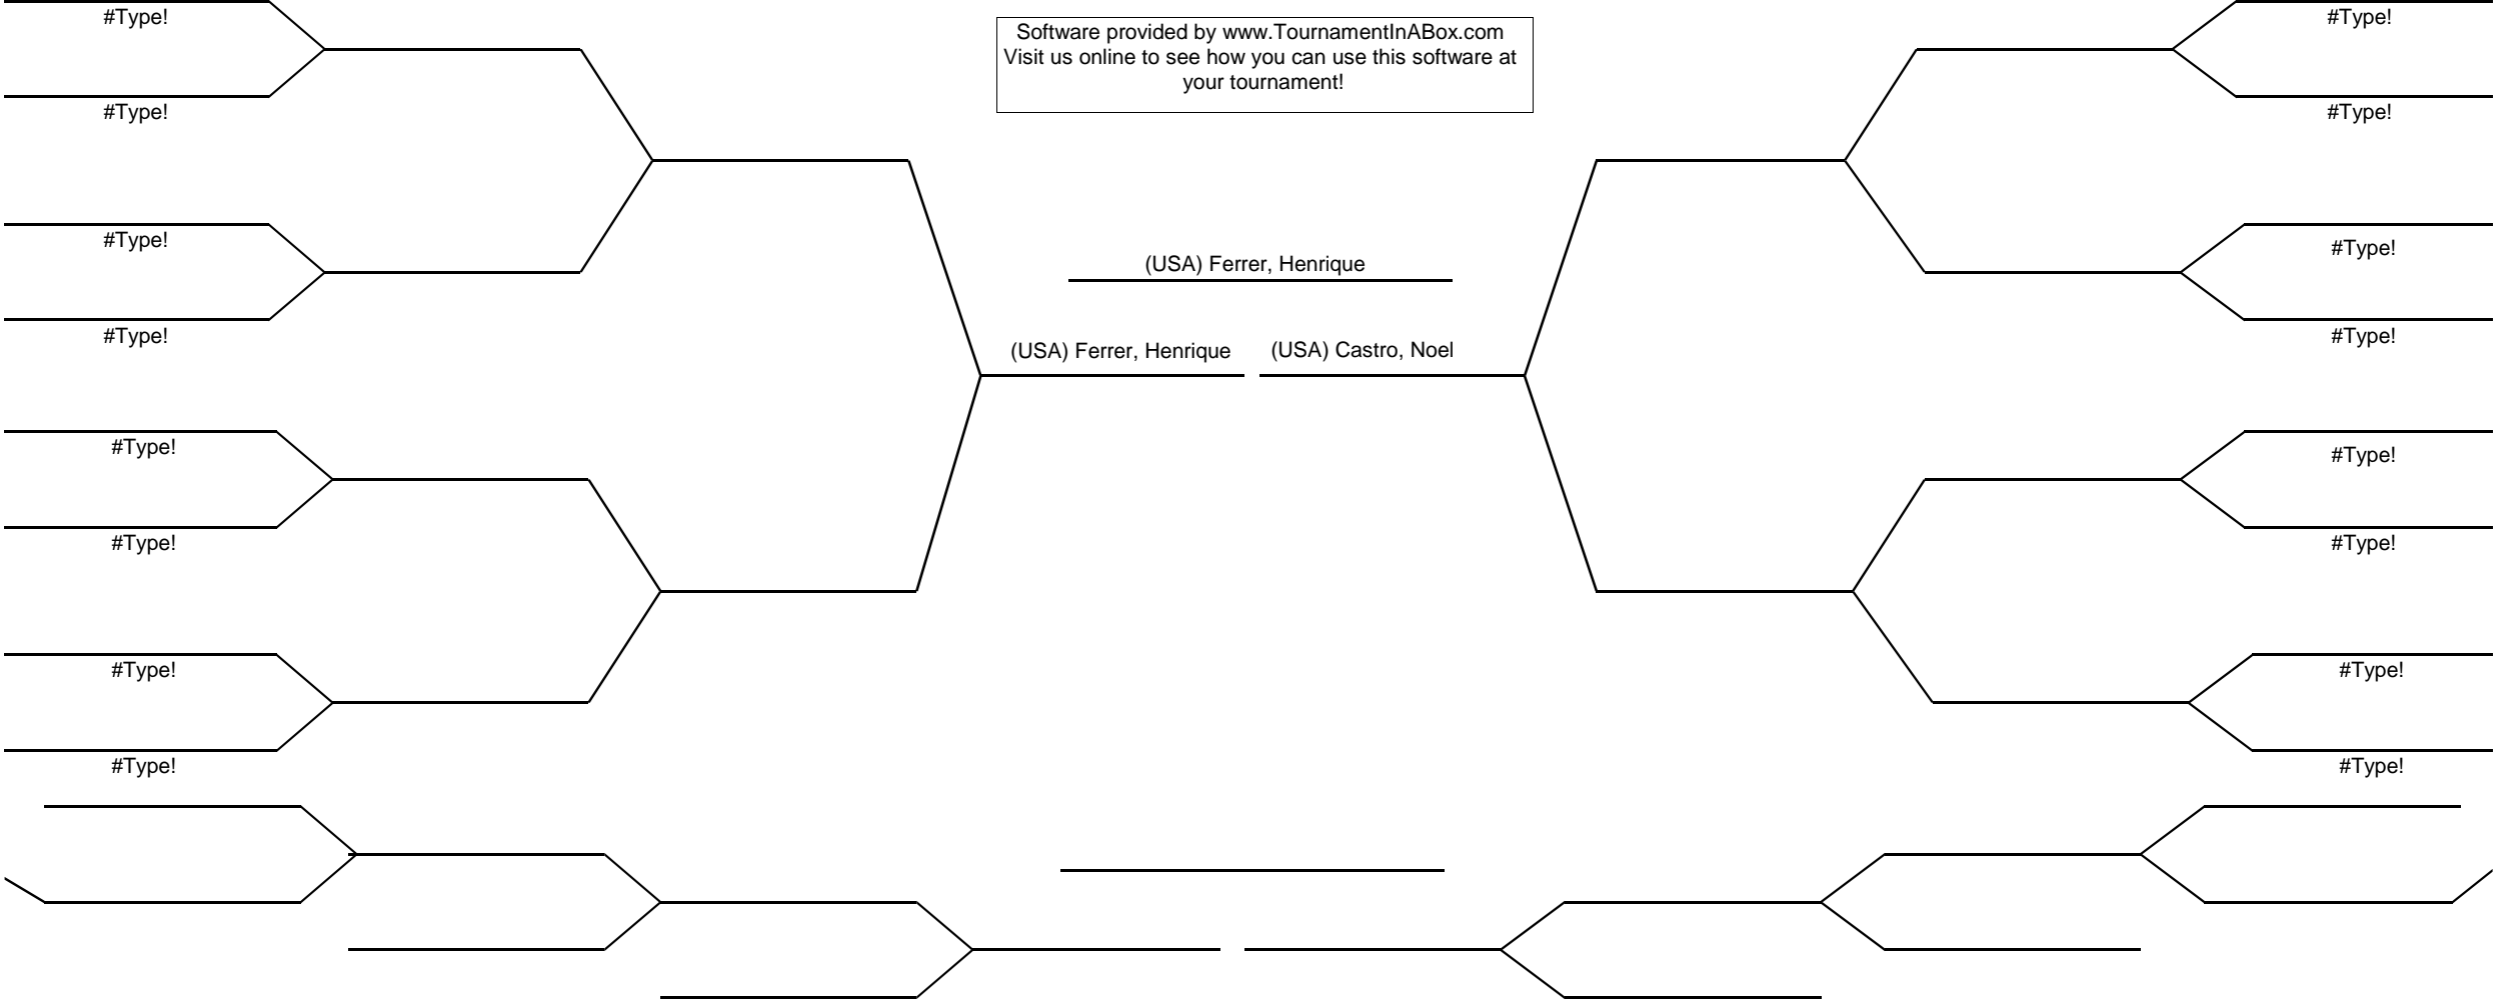 #Type!
Software provided by www.TournamentInABox.com
Visit us online to see how you can use this software at
your tournament!
#Type!
#Type!
#Type!
#Type!
#Type!
(USA) Ferrer, Henrique
#Type!
#Type!
(USA) Ferrer, Henrique
(USA) Castro, Noel
#Type!
#Type!
#Type!
#Type!
#Type!
#Type!
#Type!
#Type!